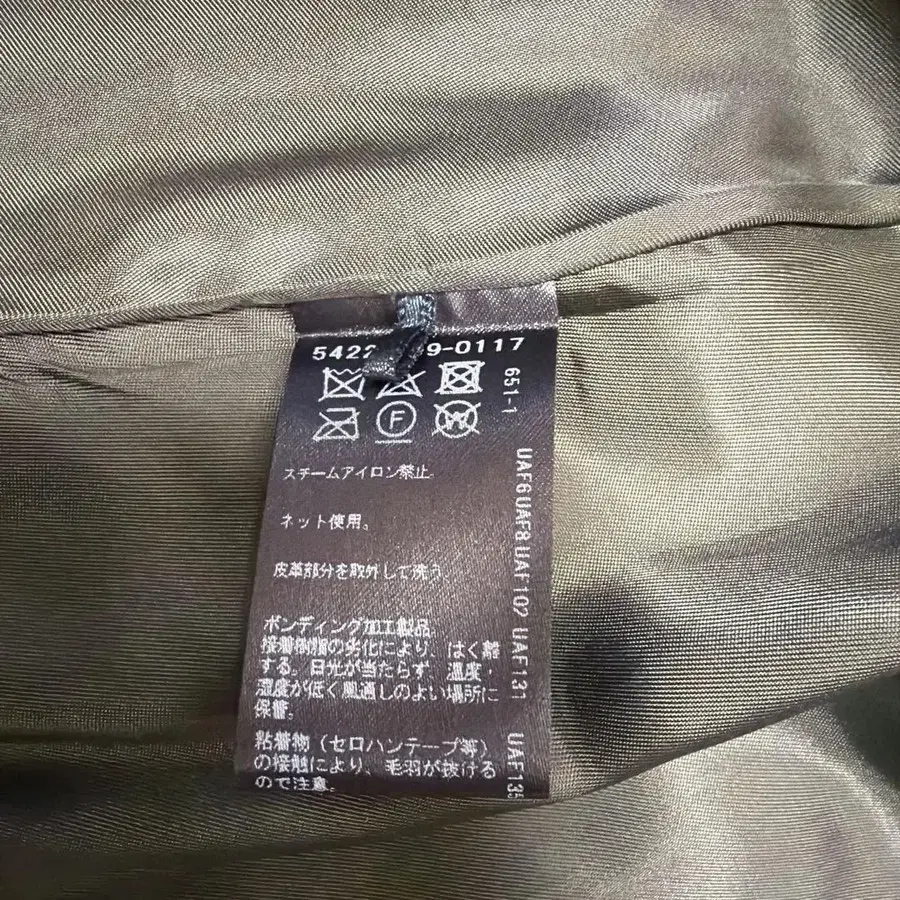 5422 9-0117
651-1
F
W
スチームアイロン禁止。
ネット使用。
皮革部分を取外して洗う。
ボンディング加工製品
接着樹脂の劣化により、はく離
する。日光が当たらず、温度・
湿度が低く風通しのよい場所に
保管。
粘着物（セロハンテープ等）
の接触により、毛羽が抜ける
ので注意。
UAF6 UAF8 UAF102 UAF131 UAF135